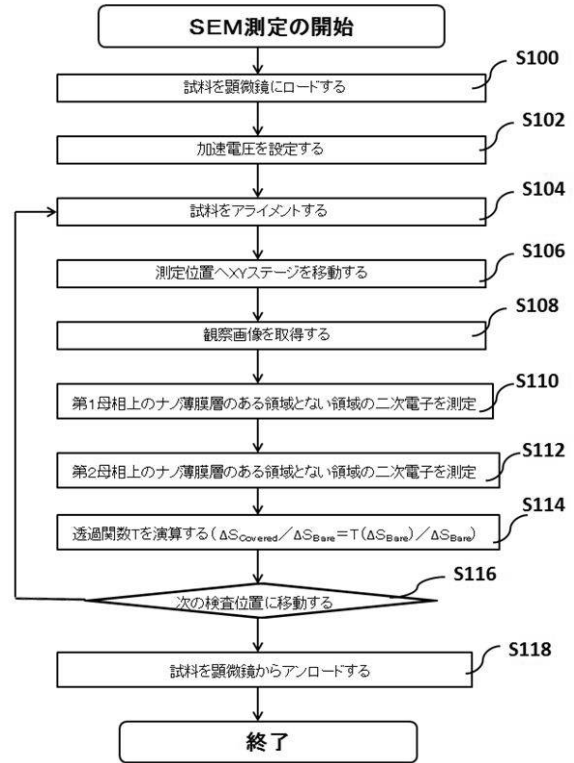 SEM測定の開始
S100
試料を顕微鏡にロードする
S102
加速電圧を設定する
S104
試料をアライメントする
S106
測定位置へXYステージを移動する
S108
観察画像を取得する
S110
第1母相上のナノ薄膜層のある領域とない領域の二次電子を測定
S112
第2母相上のナノ薄膜層のある領域とない領域の二次電子を測定
S114
透過関数Tを演算する(ΔSCovered/ΔSBare=T(ΔSBare)/ΔSBare)
S116
次の検査位置に移動する
S118
試料を顕微鏡からアンロードする
終了